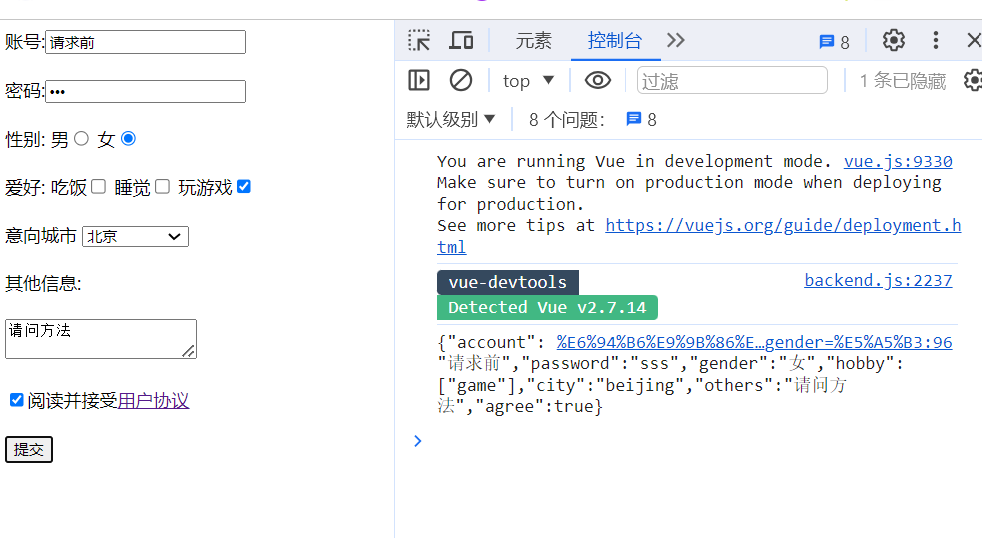 账号:请求前
密码:•••
性别: 男 女
爱好: 吃饭 睡觉 玩游戏
意向城市 北京
其他信息:
请问方法
阅读并接受用户协议
提交
元素 控制台 8
top 过滤 1 条已隐藏
默认级别 8 个问题: 8
You are running Vue in development mode. vue.js:9330
Make sure to turn on production mode when deploying
for production.
See more tips at https://vuejs.org/guide/deployment.h
tml
vue-devtools backend.js:2237
Detected Vue v2.7.14
{"account": %E6%94%B6%E9%9B%86%E…gender=%E5%A5%B3:96
"请求前","password":"sss","gender":"女","hobby":
["game"],"city":"beijing","others":"请问方
法","agree":true}